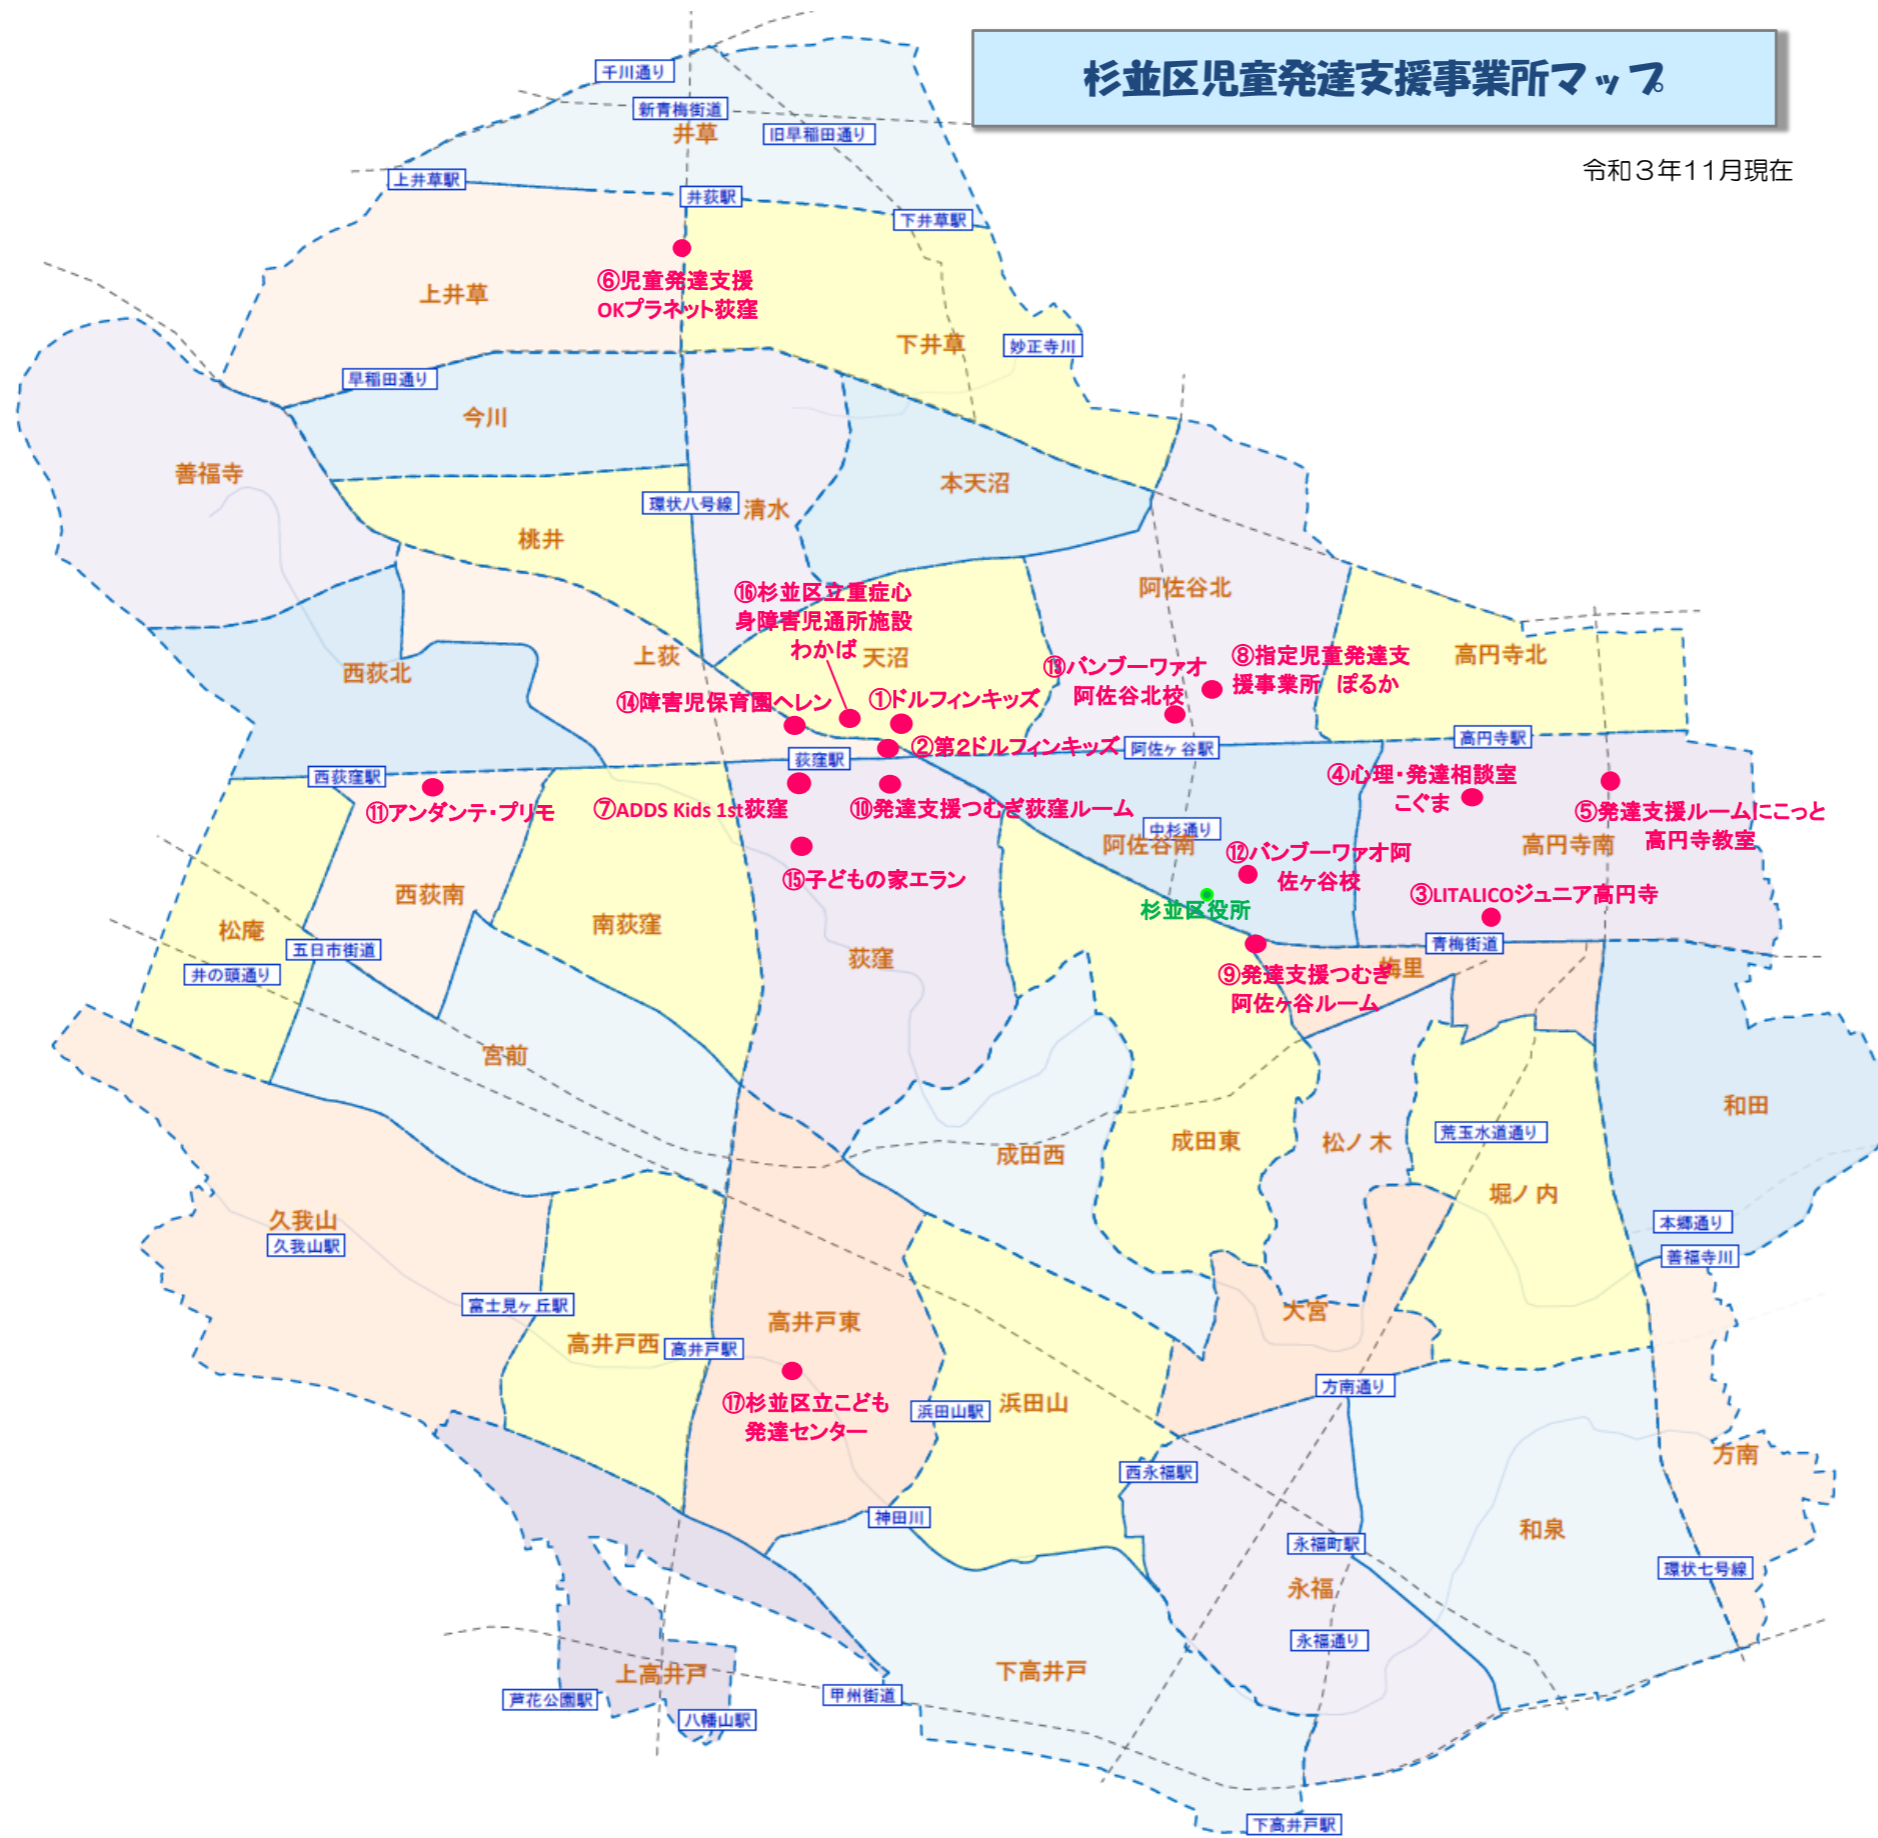 杉並区児童発達支援事業所マップ
令和３年11月現在
千川通り
新青梅街道
井草
旧早稲田通り
上井草駅
井荻駅
下井草駅
⑥児童発達支援
OKプラネット荻窪
上井草
下井草
妙正寺川
早稲田通り
今川
善福寺
本天沼
環状八号線
清水
桃井
⑯杉並区立重症心
身障害児通所施設
わかば
阿佐谷北
上荻
天沼
西荻北
⑬バンブーワァオ
阿佐谷北校
⑧指定児童発達支
援事業所　ぽるか
高円寺北
⑭障害児保育園ヘレン
①ドルフィンキッズ
②第2ドルフィンキッズ
阿佐ヶ谷駅
高円寺駅
荻窪駅
西荻窪駅
⑪アンダンテ・プリモ
⑦ADDS Kids 1st荻窪
⑩発達支援つむぎ荻窪ルーム
④心理・発達相談室
こぐま
⑤発達支援ルームにこっと
高円寺教室
中杉通り
阿佐谷南
高円寺南
⑫バンブーワァオ阿
佐ヶ谷校
⑮子どもの家エラン
西荻南
③LITALICOジュニア高円寺
杉並区役所
松庵
南荻窪
五日市街道
井の頭通り
荻窪
青梅街道
梅里
⑨発達支援つむぎ
阿佐ヶ谷ルーム
宮前
和田
荒玉水道通り
成田東
松ノ木
成田西
堀ノ内
久我山
久我山駅
本郷通り
善福寺川
富士見ヶ丘駅
高井戸西
高井戸駅
高井戸東
大宮
方南通り
⑰杉並区立こども
発達センター
浜田山駅
浜田山
方南
西永福駅
神田川
和泉
永福町駅
環状七号線
永福
永福通り
上高井戸
下高井戸
芦花公園駅
甲州街道
八幡山駅
下高井戸駅